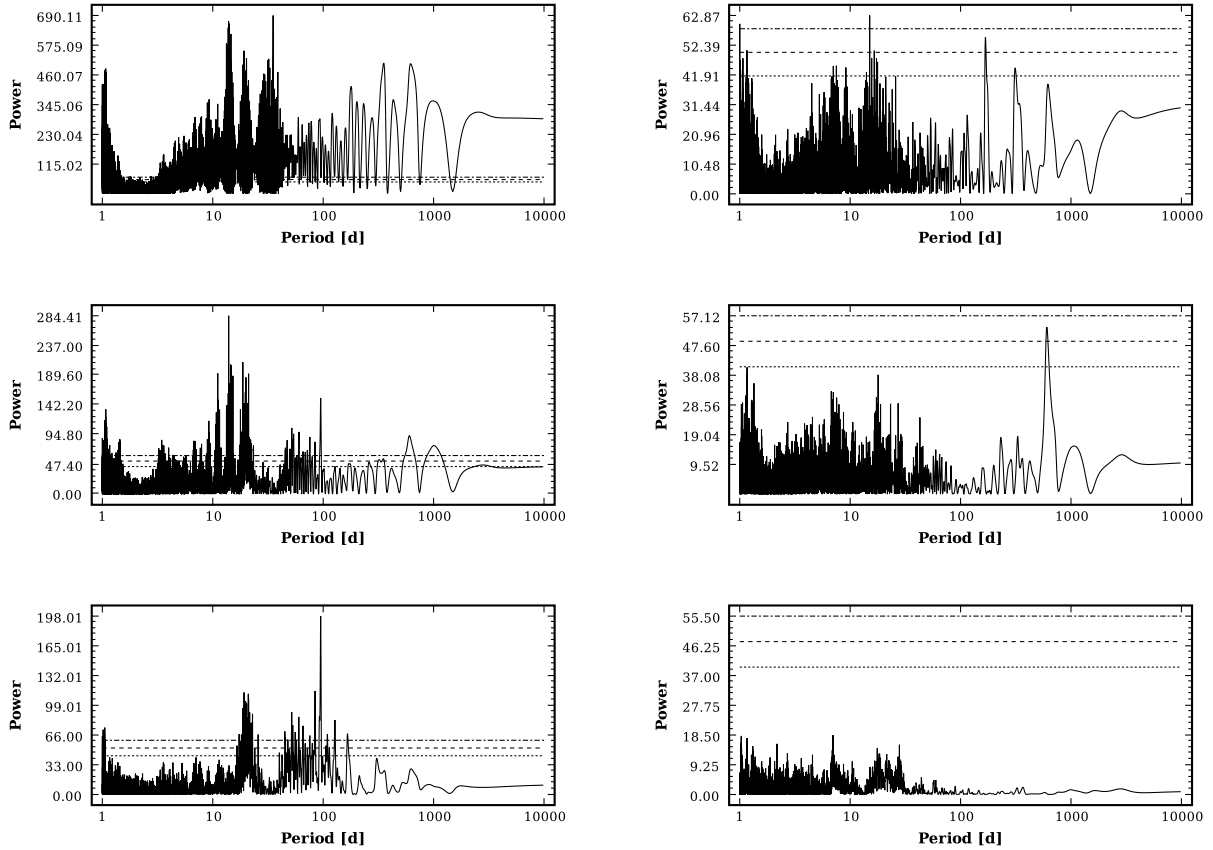 690.11
575.09
460.07
345.06
230.04
115.02
Power
1 10 100 1000 10000
Period [d]
62.87
52.39
41.91
31.44
20.96
10.48
0.00
Power
1 10 100 1000 10000
Period [d]
284.41
237.00
189.60
142.20
94.80
47.40
0.00
Power
1 10 100 1000 10000
Period [d]
57.12
47.60
38.08
28.56
19.04
9.52
Power
1 10 100 1000 10000
Period [d]
198.01
165.01
132.01
99.01
66.00
33.00
0.00
Power
1 10 100 1000 10000
Period [d]
55.50
46.25
37.00
27.75
18.50
9.25
0.00
Power
1 10 100 1000 10000
Period [d]